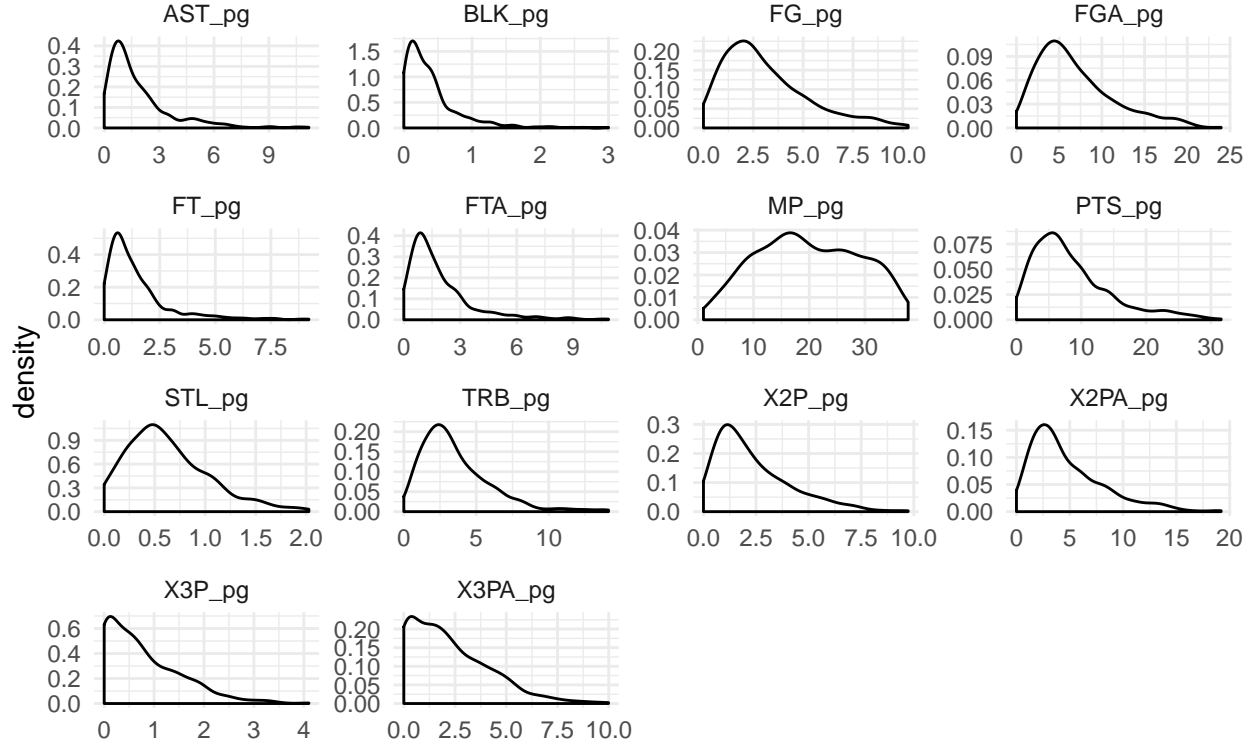 AST_pg BLK_pg FG_pg FGA_pg
0.4 0.3 0.2 0.1 0.0
0 3 6 9
1.5 1.0 0.5 0.0
0 1 2 3
0.20 0.15 0.10 0.05 0.00
0.0 2.5 5.0 7.5 10.0
0.09 0.06 0.03 0.00
0 5 10 15 20 25
FT_pg FTA_pg MP_pg PTS_pg
0.4 0.2 0.0
0.0 2.5 5.0 7.5
0.4 0.3 0.2 0.1 0.0
0 3 6 9
0.04 0.03 0.02 0.01 0.00
0 10 20 30
0.075 0.050 0.025 0.000
0 10 20 30
density
STL_pg TRB_pg X2P_pg X2PA_pg
0.9 0.6 0.3 0.0
0.0 0.5 1.0 1.5 2.0
0.20 0.15 0.10 0.05 0.00
0 5 10
0.3 0.2 0.1 0.0
0.0 2.5 5.0 7.5 10.0
0.15 0.10 0.05 0.00
0 5 10 15 20
X3P_pg X3PA_pg
0.6 0.4 0.2 0.0
0 1 2 3 4
0.20 0.15 0.10 0.05 0.00
0.0 2.5 5.0 7.5 10.0